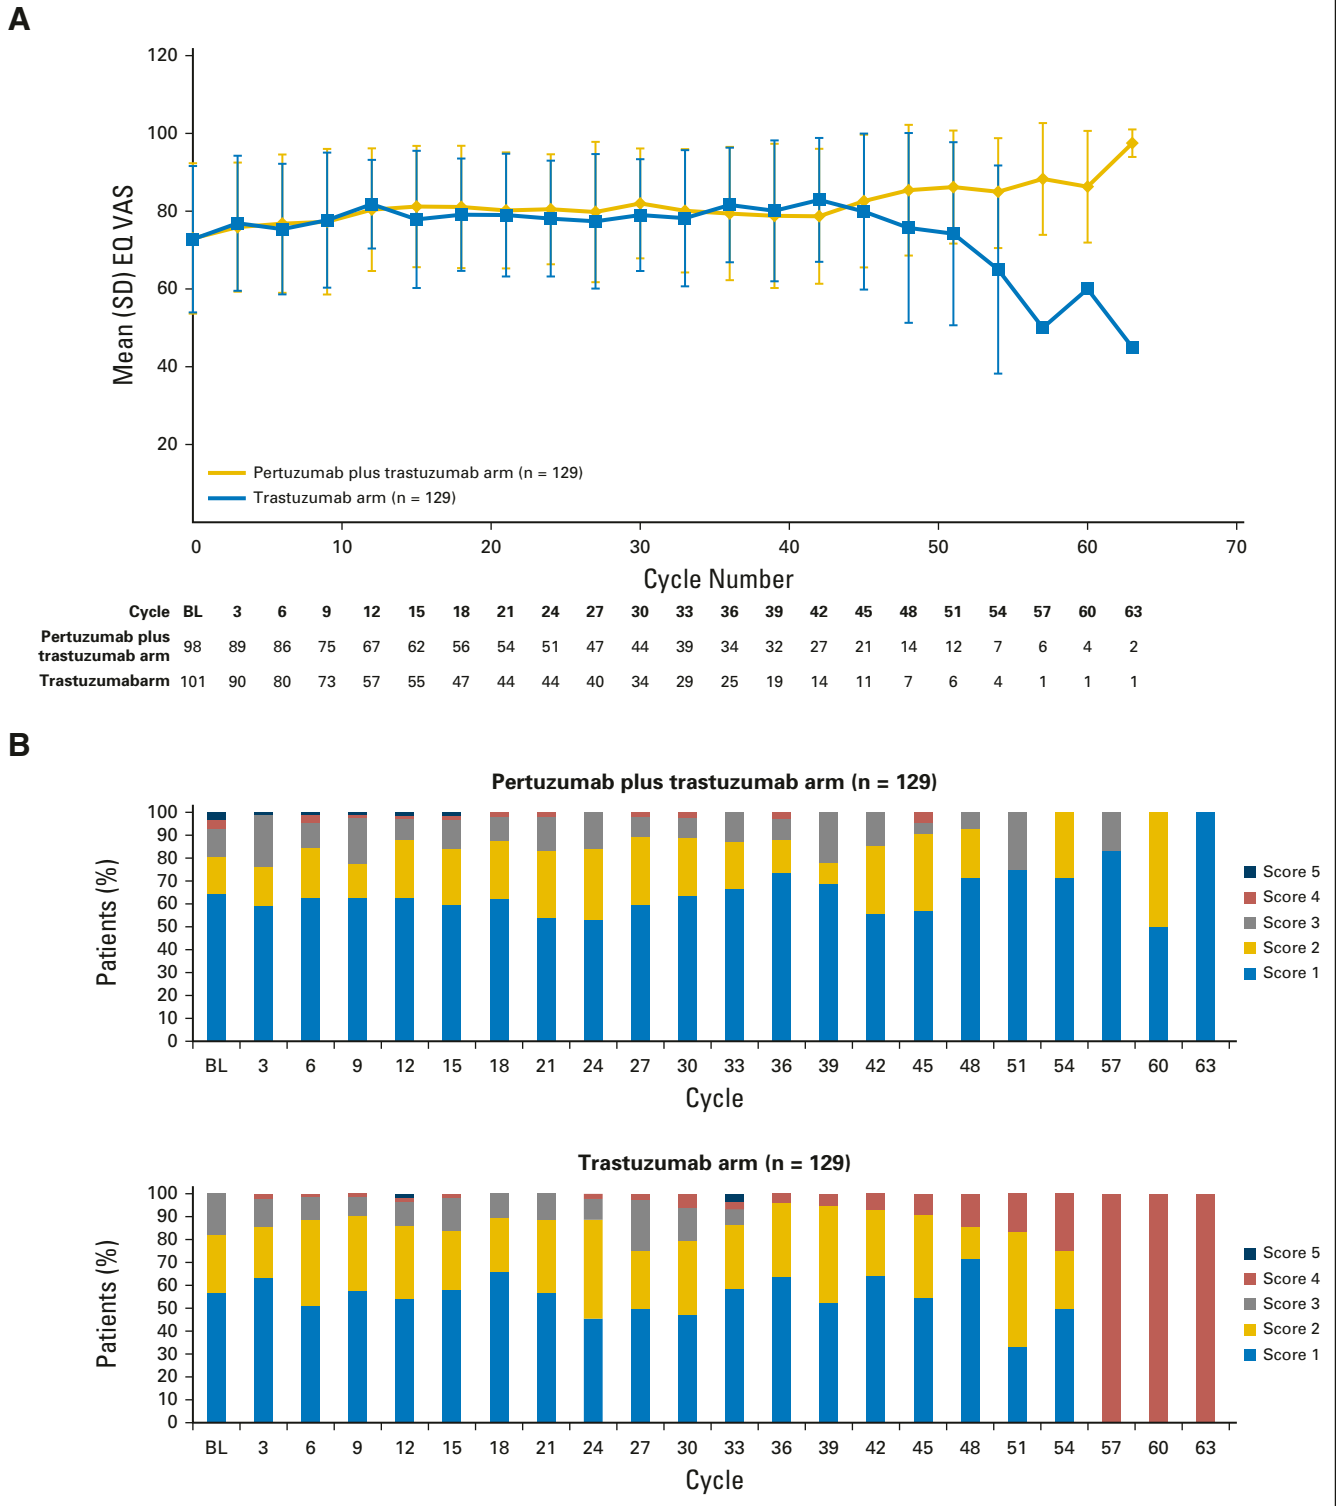 A
120
100
80
60
40
20
Mean (SD) EQ VAS
Pertuzumab plus trastuzumab arm (n = 129)
Trastuzumab arm (n = 129)
0 10 20 30 40 50 60 70
Cycle Number
Cycle BL 3 6 9 12 15 18 21 24 27 30 33 36 39 42 45 48 51 54 57 60 63
Pertuzumab plus
trastuzumab arm 98 89 86 75 67 62 56 54 51 47 44 39 34 32 27 21 14 12 7 6 4 2
Trastuzumabarm 101 90 80 73 57 55 47 44 44 40 34 29 25 19 14 11 7 6 4 1 1 1
B
Pertuzumab plus trastuzumab arm (n = 129)
100
90
80
70
60
50
40
30
20
10
0
Patients (%)
Score 5
Score 4
Score 3
Score 2
Score 1
BL 3 6 9 12 15 18 21 24 27 30 33 36 39 42 45 48 51 54 57 60 63
Cycle
Trastuzumab arm (n = 129)
100
90
80
70
60
50
40
30
20
10
0
Patients (%)
Score 5
Score 4
Score 3
Score 2
Score 1
BL 3 6 9 12 15 18 21 24 27 30 33 36 39 42 45 48 51 54 57 60 63
Cycle